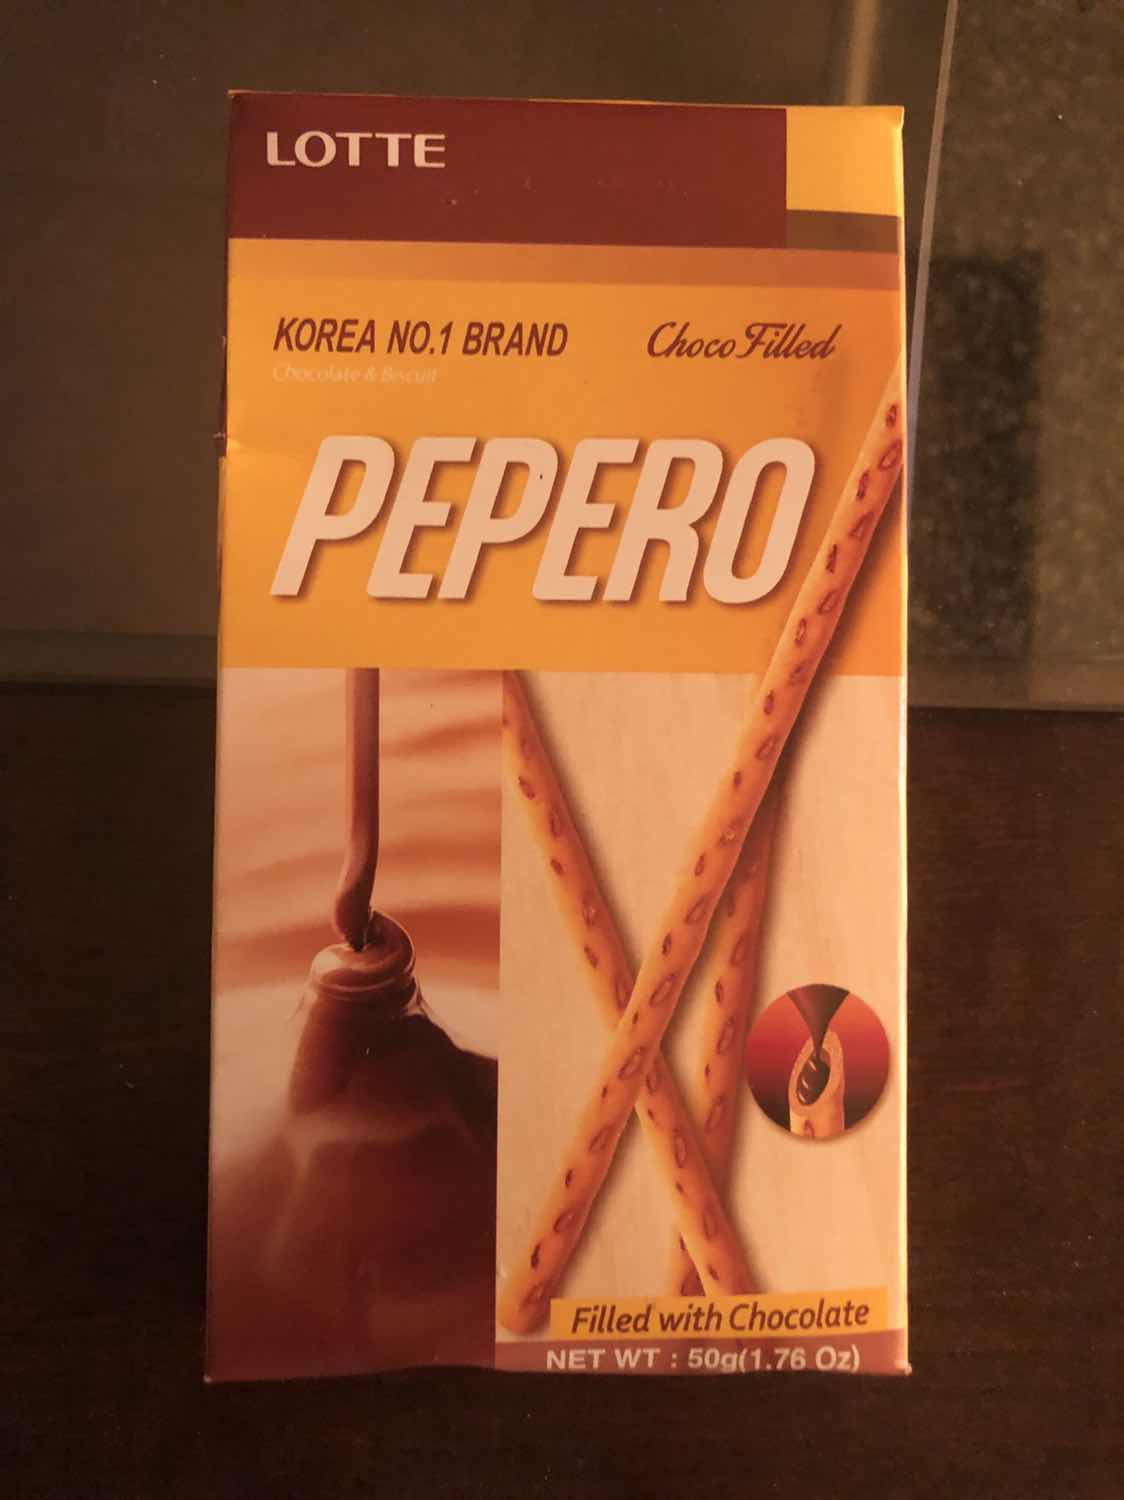 LOTTE
KOREA NO.1 BRAND
Choco Filled
Chocolate & Biscuit
PEPERO
Filled with Chocolate
NET WT : 50g(1.76 Oz)